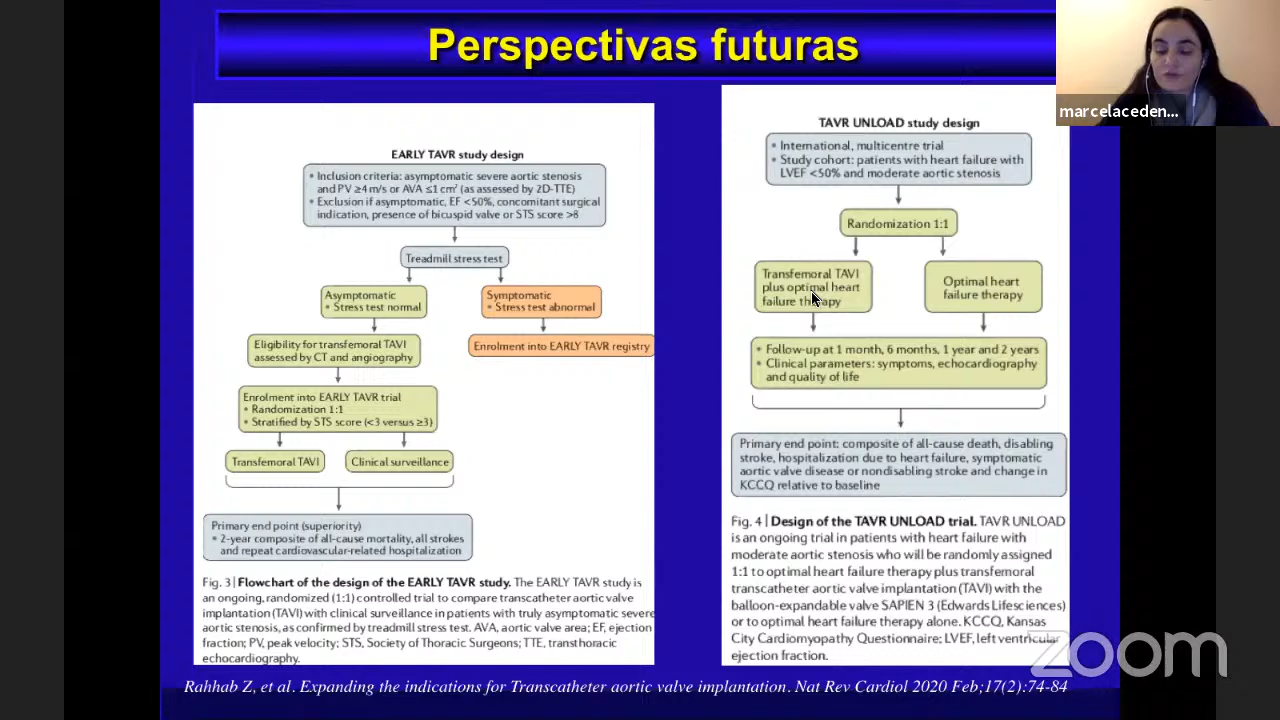 Perspectivas futuras
marcelaceden...
EARLY TAVR study design
• Inclusion criteria: asymptomatic severe aortic stenosis
and PV ≥4 m/s or AVA ≤1 cm² (as assessed by 2D-TTE)
• Exclusion if asymptomatic, EF <50%, concomitant surgical
indication, presence of bicuspid valve or STS score >8
Treadmill stress test
Asymptomatic
• Stress test normal
Symptomatic
• Stress test abnormal
Eligibility for transfemoral TAVI
assessed by CT and angiography
Enrolment into EARLY TAVR registry
Enrolment into EARLY TAVR trial
• Randomization 1:1
• Stratified by STS score (<3 versus ≥3)
Transfemoral TAVI
Clinical surveillance
Primary end point (superiority)
• 2-year composite of all-cause mortality, all strokes
and repeat cardiovascular-related hospitalization
Fig. 3 | Flowchart of the design of the EARLY TAVR study. The EARLY TAVR study is
an ongoing, randomized (1:1) controlled trial to compare transcatheter aortic valve
implantation (TAVI) with clinical surveillance in patients with truly asymptomatic severe
aortic stenosis, as confirmed by treadmill stress test. AVA, aortic valve area; EF, ejection
fraction; PV, peak velocity; STS, Society of Thoracic Surgeons; TTE, transthoracic
echocardiography.
TAVR UNLOAD study design
• International, multicentre trial
• Study cohort: patients with heart failure with
LVEF <50% and moderate aortic stenosis
Randomization 1:1
Transfemoral TAVI
plus optimal heart
failure therapy
Optimal heart
failure therapy
• Follow-up at 1 month, 6 months, 1 year and 2 years
• Clinical parameters: symptoms, echocardiography
and quality of life
Primary end point: composite of all-cause death, disabling
stroke, hospitalization due to heart failure, symptomatic
aortic valve disease or nondisabling stroke and change in
KCCQ relative to baseline
Fig. 4 | Design of the TAVR UNLOAD trial. TAVR UNLOAD
is an ongoing trial in patients with heart failure with
moderate aortic stenosis who will be randomly assigned
1:1 to optimal heart failure therapy plus transfemoral
transcatheter aortic valve implantation (TAVI) with the
balloon-expandable valve SAPIEN 3 (Edwards Lifesciences)
or to optimal heart failure therapy alone. KCCQ, Kansas
City Cardiomyopathy Questionnaire; LVEF, left ventricular
ejection fraction.
zoom
Rahhab Z, et al. Expanding the indications for Transcatheter aortic valve implantation. Nat Rev Cardiol 2020 Feb;17(2):74-84